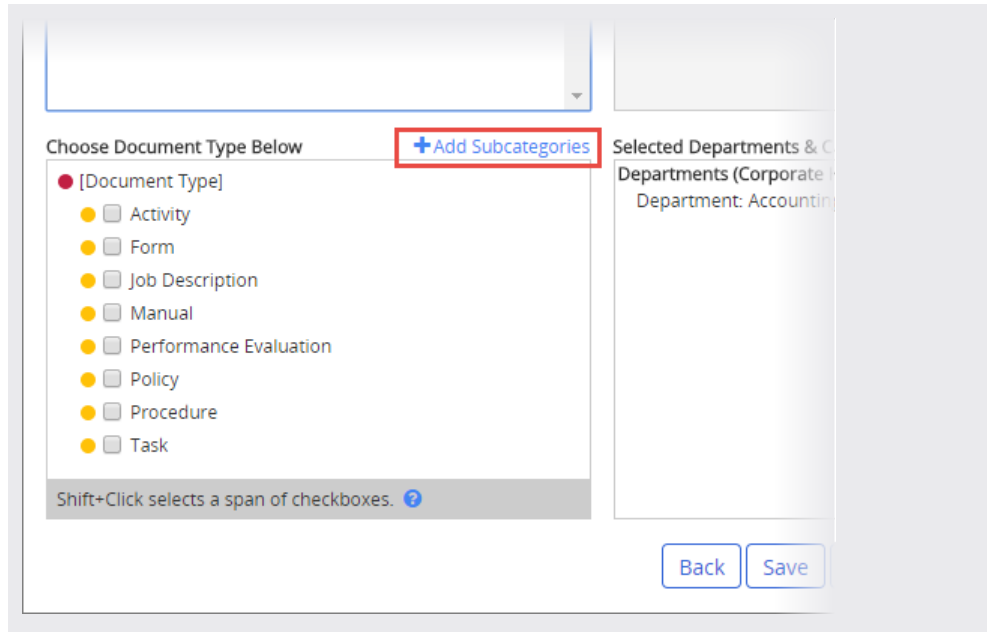 Choose Document Type Below
+Add Subcategories
[Document Type]
Activity
Form
Job Description
Manual
Performance Evaluation
Policy
Procedure
Task
Shift+Click selects a span of checkboxes. ?
Selected Departments &
Departments (Corporate
Department: Accounting
Back
Save